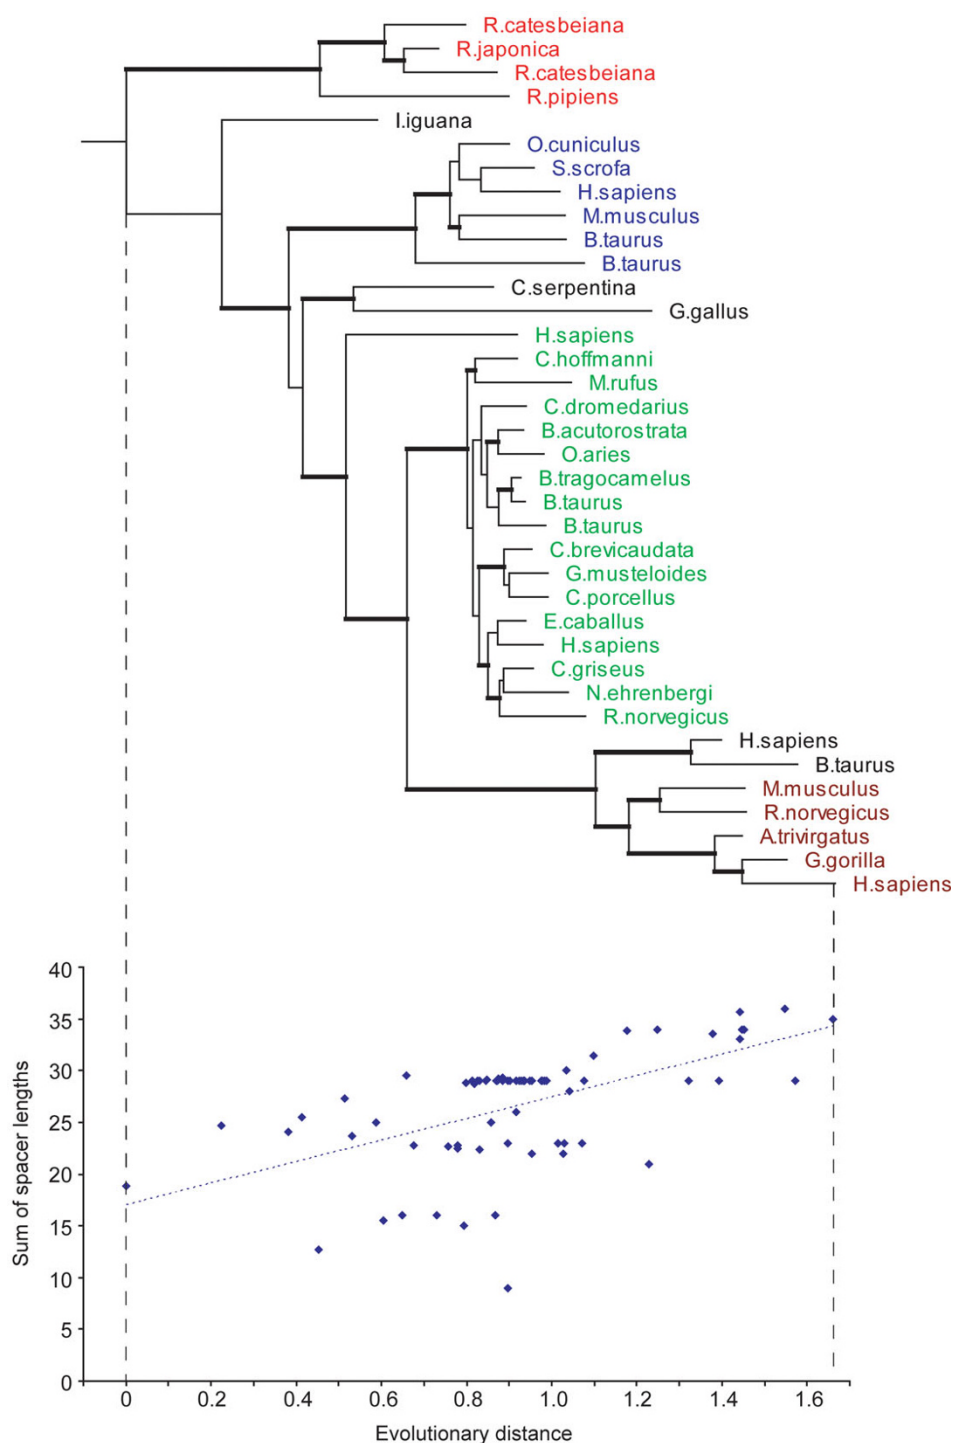 R.catesbeiana
R.japonica
R.catesbeiana
R.pipiens
I.iguana
O.cuniculus
S.scrofa
H.sapiens
M.musculus
B.taurus
B.taurus
C.serpentina
G.gallus
H.sapiens
C.hoffmanni
M.rufus
C.dromedarius
B.acutorostrata
O.aries
B.tragocamelus
B.taurus
B.taurus
C.brevicaudata
G.musteloides
C.porcellus
E.caballus
H.sapiens
C.griseus
N.ehrenbergi
R.norvegicus
H.sapiens
B.taurus
M.musculus
R.norvegicus
A.trivirgatus
G.gorilla
H.sapiens
Sum of spacer lengths
40
35
30
25
20
15
10
5
0
0 0.2 0.4 0.6 0.8 1.0 1.2 1.4 1.6
Evolutionary distance